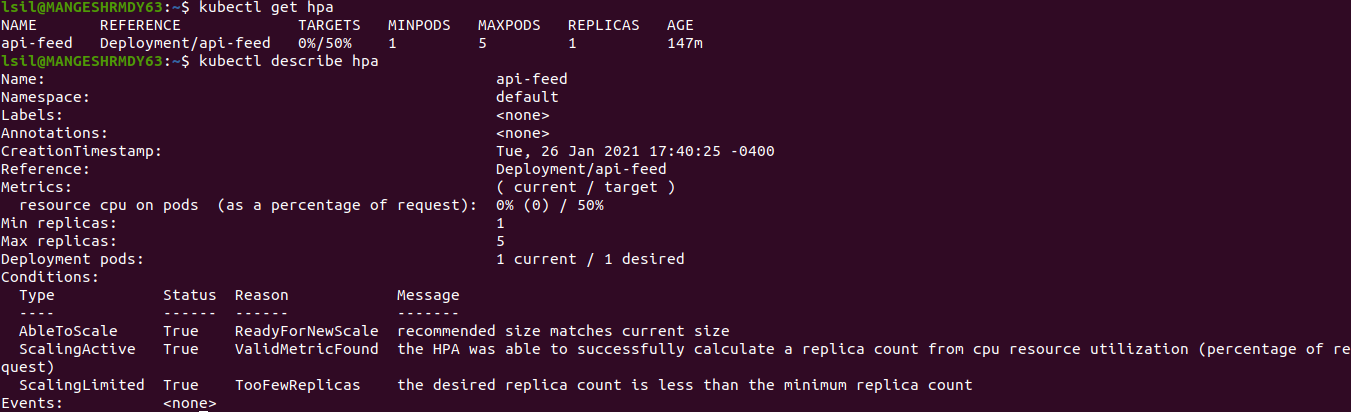 lsil@MANGESHRMDY63:~$ kubectl get hpa
NAME       REFERENCE             TARGETS   MINPODS   MAXPODS   REPLICAS   AGE
api-feed   Deployment/api-feed   0%/50%    1         5         1          147m
lsil@MANGESHRMDY63:~$ kubectl describe hpa
Name:                                                  api-feed
Namespace:                                             default
Labels:                                                <none>
Annotations:                                           <none>
CreationTimestamp:                                     Tue, 26 Jan 2021 17:40:25 -0400
Reference:                                             Deployment/api-feed
Metrics:                                               ( current / target )
  resource cpu on pods  (as a percentage of request):  0% (0) / 50%
Min replicas:                                          1
Max replicas:                                          5
Deployment pods:                                       1 current / 1 desired
Conditions:
  Type            Status  Reason            Message
  ----            ------  ------            -------
  AbleToScale     True    ReadyForNewScale  recommended size matches current size
  ScalingActive   True    ValidMetricFound  the HPA was able to successfully calculate a replica count from cpu resource utilization (percentage of re
quest)
  ScalingLimited  True    TooFewReplicas    the desired replica count is less than the minimum replica count
Events:           <none>